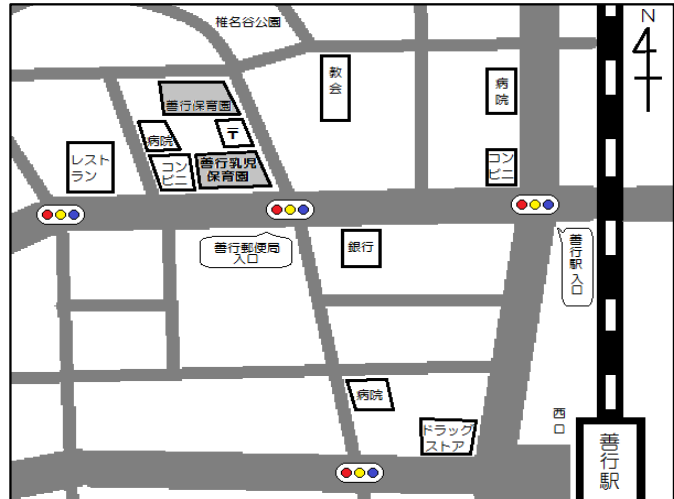 椎名谷公園
N
教
会
病
院
善行保育園
病院
〒
レスト
ラン
コン
ビニ
善行乳児
保育園
コン
ビニ
善行郵便局
入口
銀行
善行駅入口
病院
ドラッグ
ストア
西
口
善
行
駅